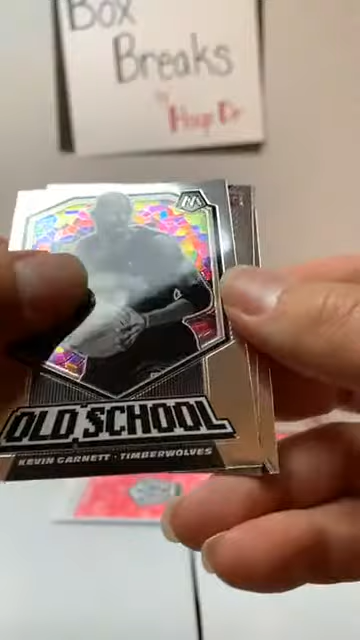 Box
Breaks
by
Hoop Dr
OLD SCHOOL
KEVIN GARNETT · TIMBERWOLVES